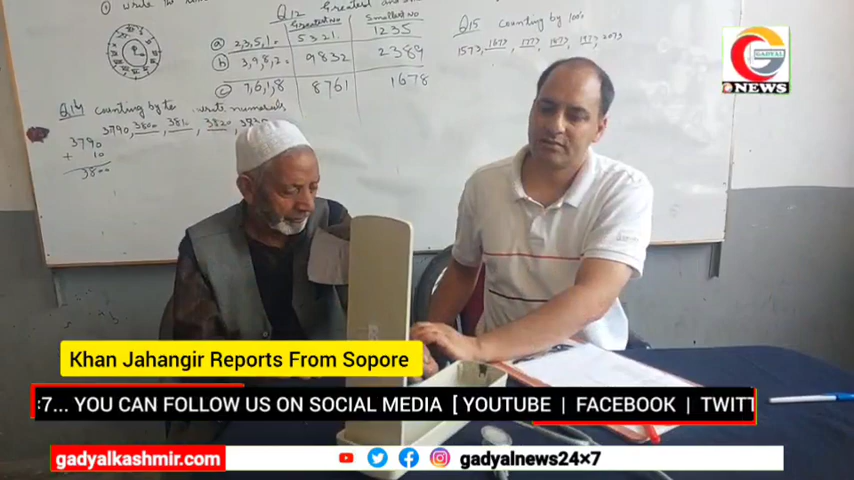 Q12 Greatest and
Greatest No Smallest No
(a) 2,3,5,1. 5321. 1235
(b) 3,9,8,2. 9832 2389
(c) 7,6,1,8 8761 1678
Q15 Counting by 100's
1573, 1673, 1773, 1873, 1973, 2073
Q14 counting by te write numerals
3790, 3800, 3810, 3820, 3830
3790
+ 10
3800
GADYAL
NEWS
Khan Jahangir Reports From Sopore
:7... YOU CAN FOLLOW US ON SOCIAL MEDIA [ YOUTUBE | FACEBOOK | TWITT
gadyalkashmir.com gadyalnews24×7